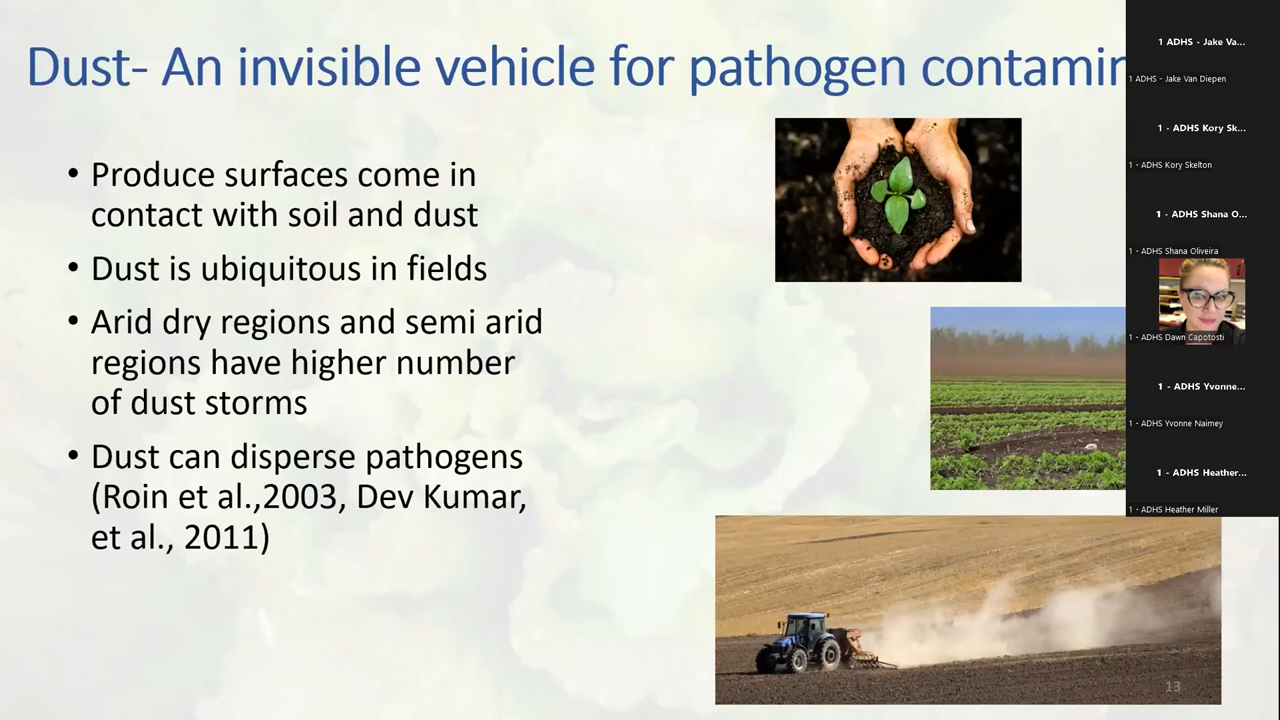 Dust- An invisible vehicle for pathogen contamin
• Produce surfaces come in
contact with soil and dust
• Dust is ubiquitous in fields
• Arid dry regions and semi arid
regions have higher number
of dust storms
• Dust can disperse pathogens
(Roin et al.,2003, Dev Kumar,
et al., 2011)
13
1 ADHS - Jake Va...
1 ADHS - Jake Van Diepen
1 - ADHS Kory Sk...
1 - ADHS Kory Skelton
1 - ADHS Shana O...
1 - ADHS Shana Oliveira
1 - ADHS Dawn Capotosti
1 - ADHS Yvonne...
1 - ADHS Yvonne Naimey
1 - ADHS Heather...
1 - ADHS Heather Miller